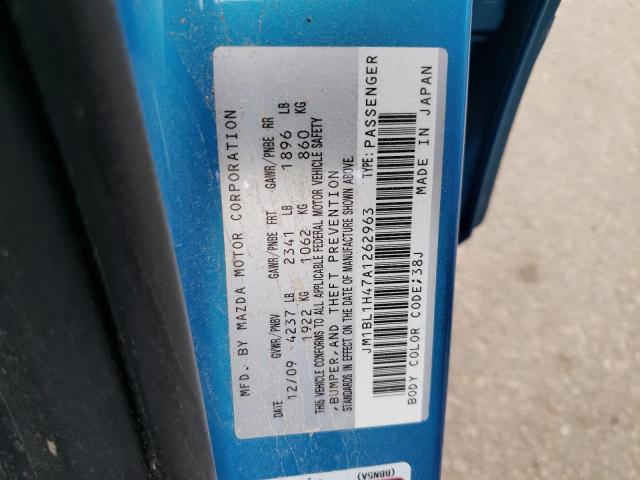 MFD. BY MAZDA MOTOR CORPORATION
DATE GVWR/PNBV GAWR/PNBE FRT GAWR/PNBE RR
12/09 4237 LB 2341 LB 1896 LB
1922 KG 1062 KG 860 KG
THIS VEHICLE CONFORMS TO ALL APPLICABLE FEDERAL MOTOR VEHICLE SAFETY
,BUMPER,AND THEFT PREVENTION
STANDARDS IN EFFECT ON THE DATE OF MANUFACTURE SHOWN ABOVE.
JM1BL1H47A1262963 TYPE: PASSENGER
BODY COLOR CODE;38J MADE IN JAPAN
(BBN5A)